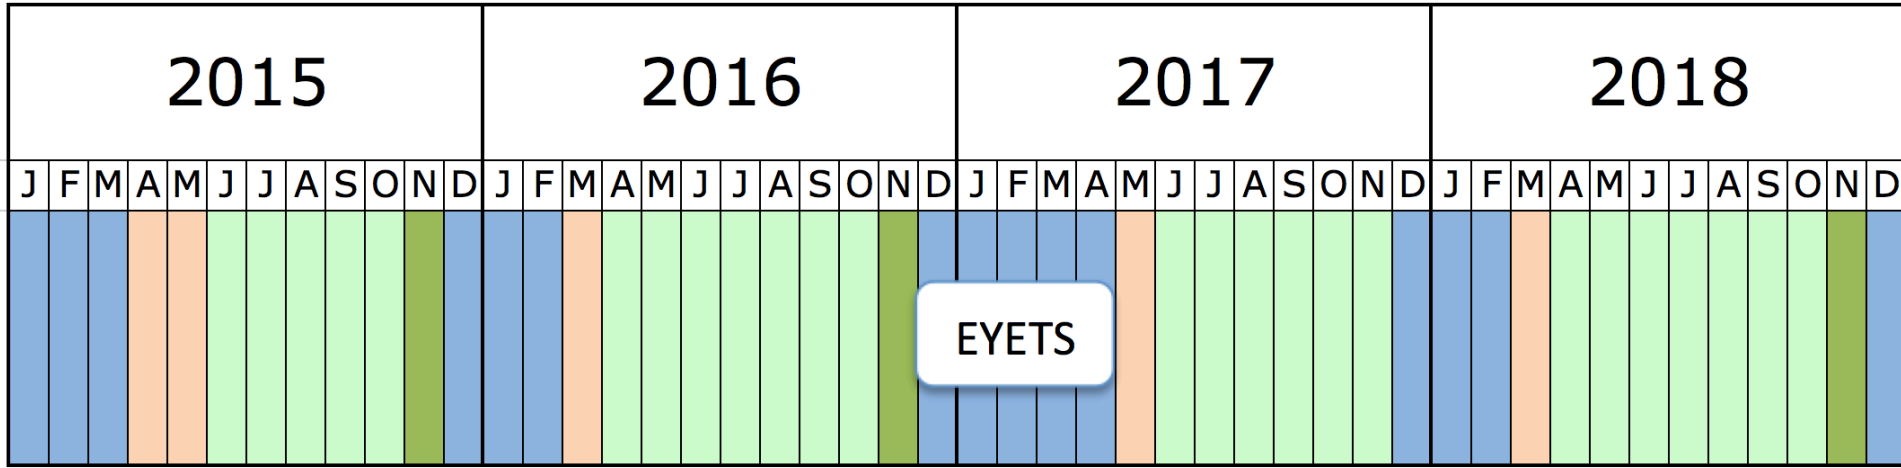 2015 2016 2017 2018
J F M A M J J A S O N D J F M A M J J A S O N D J F M A M J J A S O N D J F M A M J J A S O N D
EYETS